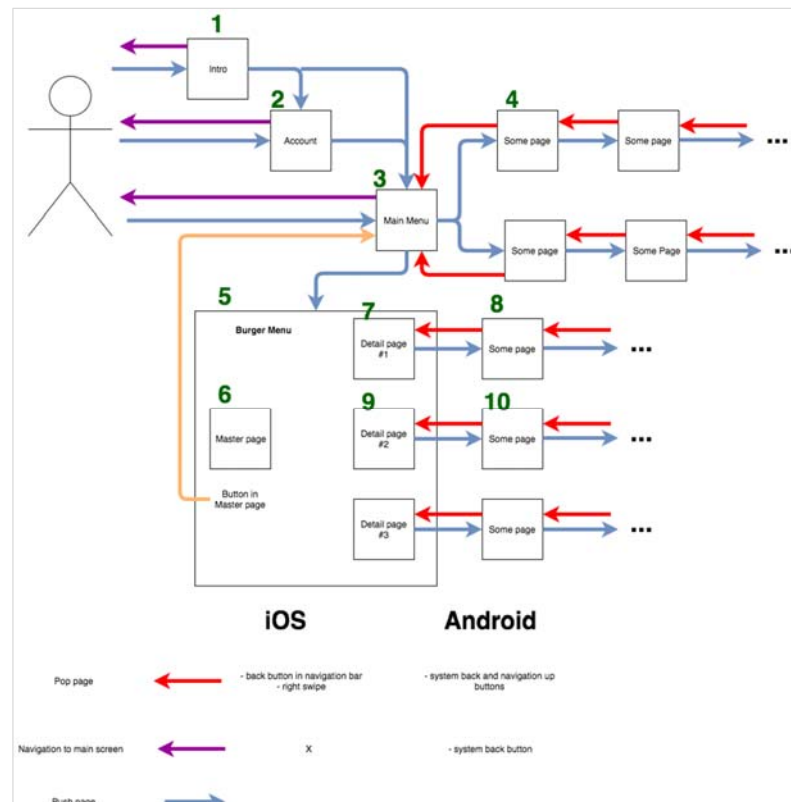 1
Intro
2
Account
3
Main Menu
4
Some page
Some page
...
Some page
Some Page
...
5
Burger Menu
6
Master page
Button in
Master page
7
Detail page
#1
8
Some page
...
9
Detail page
#2
10
Some page
...
Detail page
#3
Some page
...
iOS
Android
Pop page
- back button in navigation bar
- right swipe
- system back and navigation up
buttons
Navigation to main screen
X
- system back button
Push page